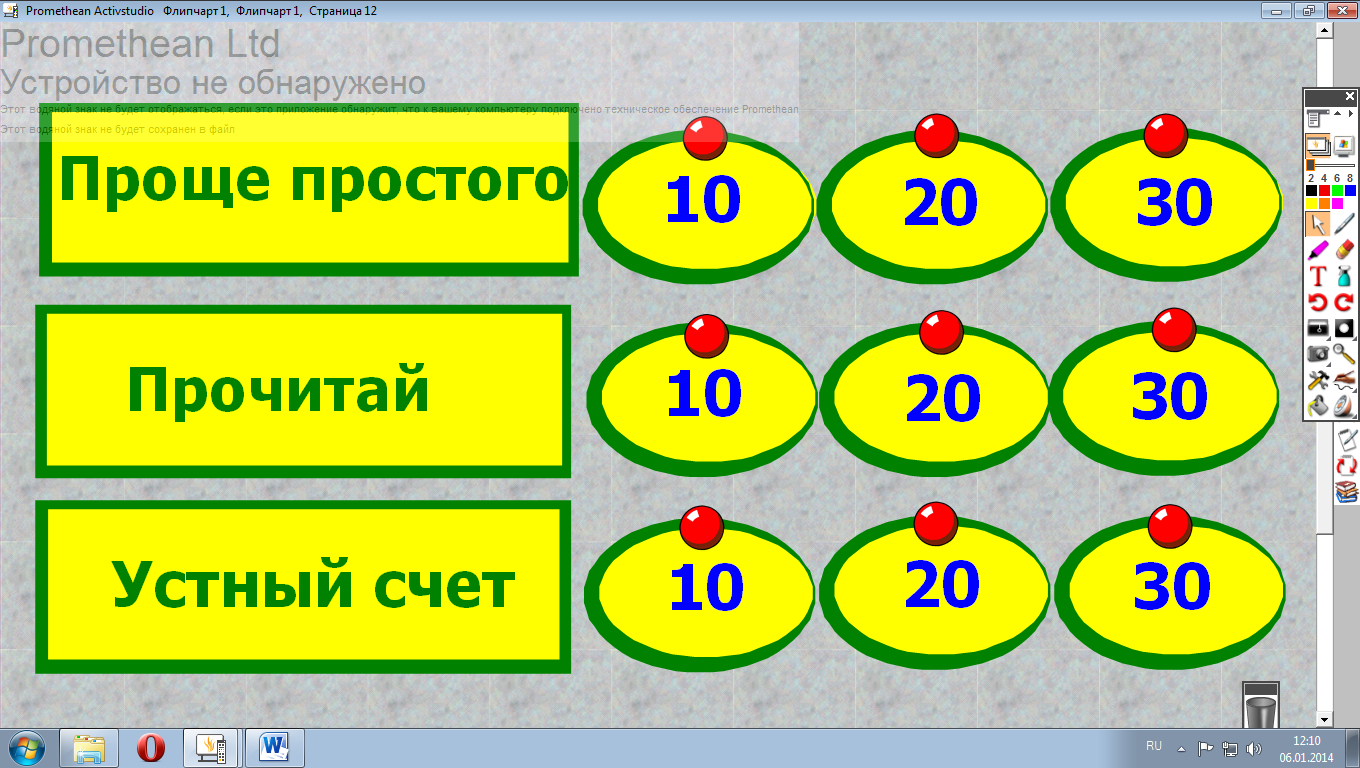 Promethean Activstudio Флипчарт 1, Флипчарт 1, Страница 12
Promethean Ltd
Устройство не обнаружено
Этот водяной знак не будет отображаться, если это приложение обнаружит, что к вашему компьютеру подключено техническое обеспечение Promethean
Этот водяной знак не будет сохранен в файл
Проще простого 10 20 30
2 4 6 8
T
Прочитай 10 20 30
Устный счет 10 20 30
RU
12:10
06.01.2014